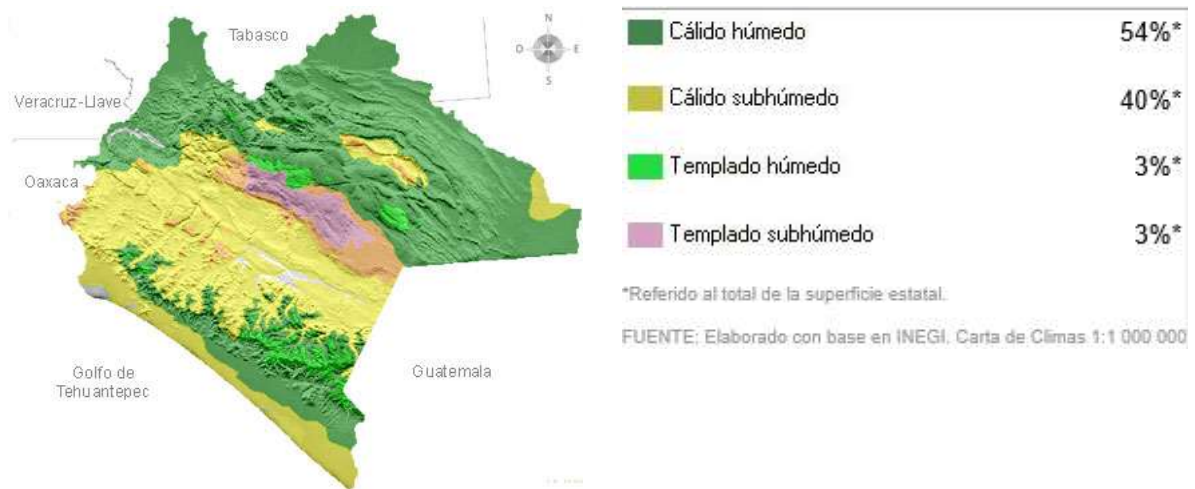 Tabasco
N
O
E
S
Veracruz-Llave
Oaxaca
Golfo de
Tehuantepec
Guatemala
Cálido húmedo 54%*
Cálido subhúmedo 40%*
Templado húmedo 3%*
Templado subhúmedo 3%*
*Referido al total de la superficie estatal.
FUENTE: Elaborado con base en INEGI. Carta de Climas 1:1 000 000